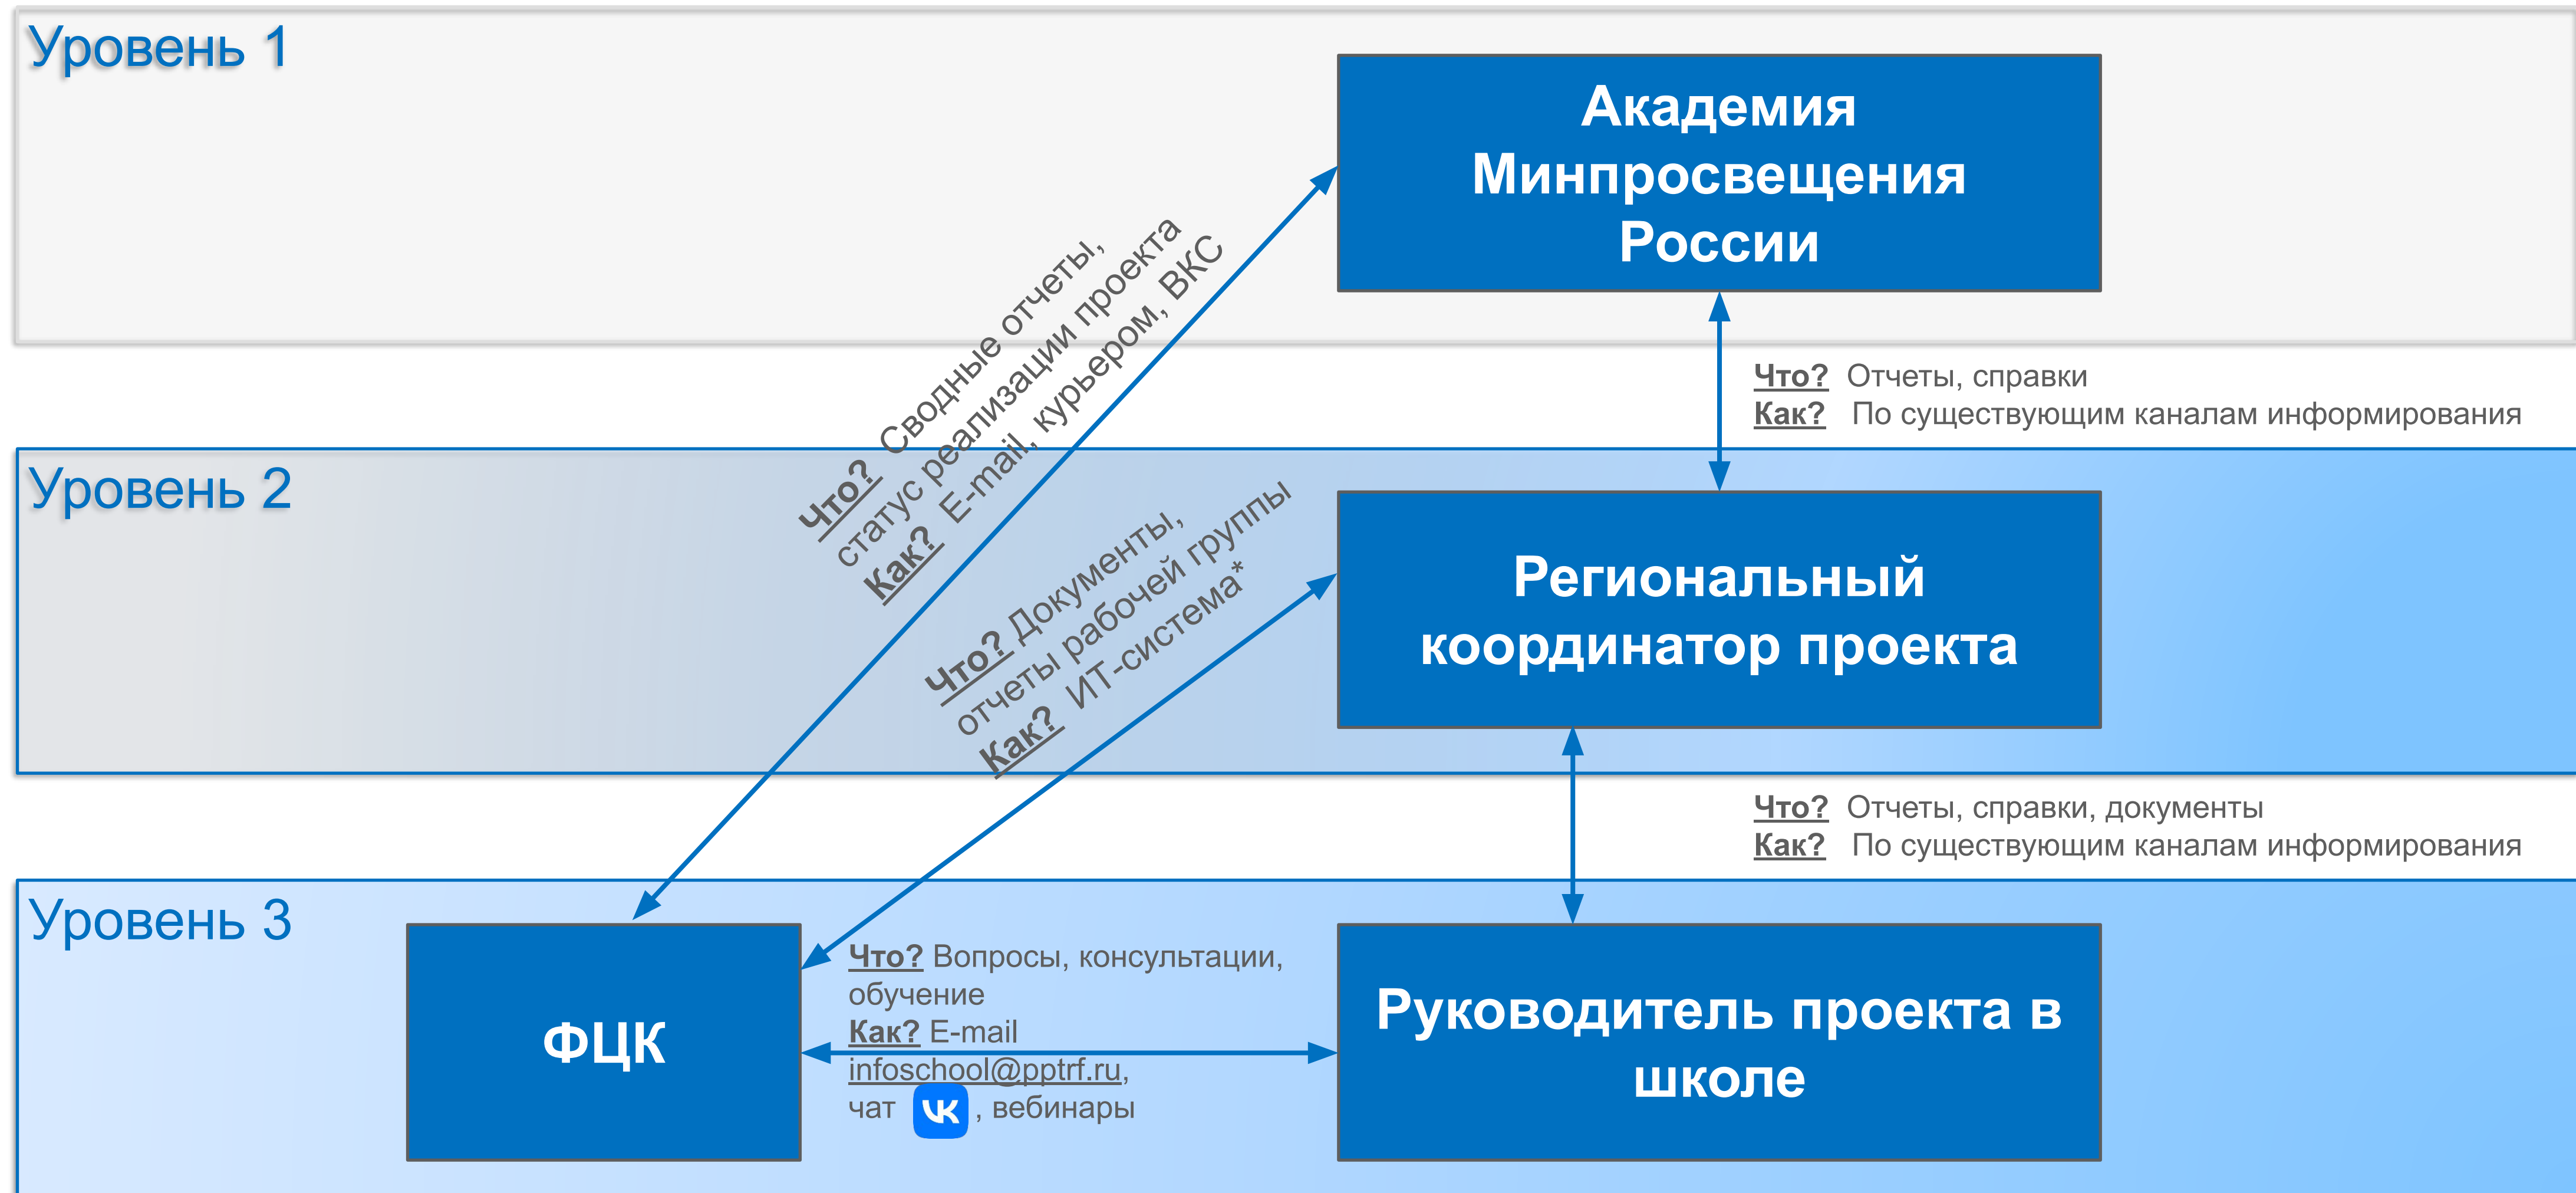 Уровень 1
Академия
Минпросвещения
России
Что? Сводные отчеты,
статус реализации проекта
Как? E-mail, курьером, ВКС
Что? Отчеты, справки
Как? По существующим каналам информирования
Уровень 2
Региональный
координатор проекта
Что? Документы,
отчеты рабочей группы
Как? ИТ-система*
Что? Отчеты, справки, документы
Как? По существующим каналам информирования
Уровень 3
ФЦК
Что? Вопросы, консультации,
обучение
Как? E-mail
infoschool@pptrf.ru,
чат VK , вебинары
Руководитель проекта в
школе